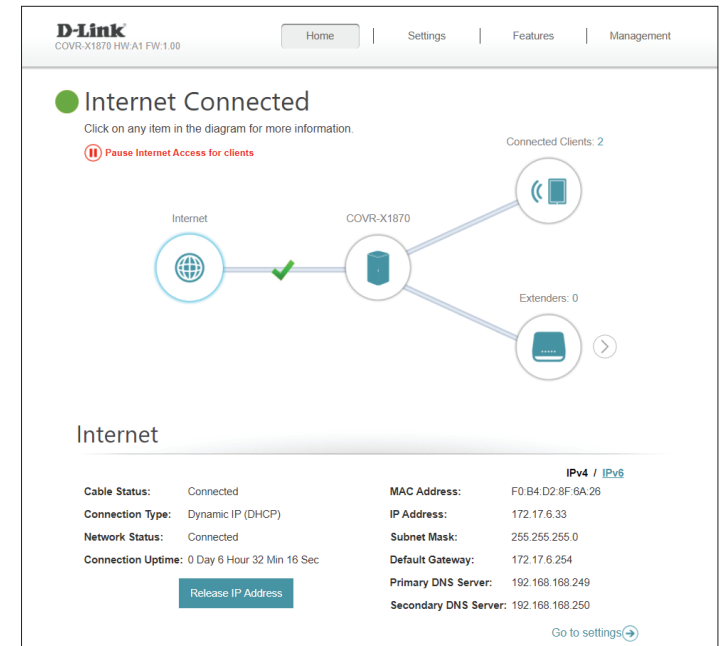 D-Link
COVR-X1870 HW:A1 FW:1.00
Home | Settings | Features | Management
Internet Connected
Click on any item in the diagram for more information.
Pause Internet Access for clients
Connected Clients: 2
Internet
COVR-X1870
Extenders: 0
Internet
IPv4 / IPv6
Cable Status: Connected
Connection Type: Dynamic IP (DHCP)
Network Status: Connected
Connection Uptime: 0 Day 6 Hour 32 Min 16 Sec
Release IP Address
MAC Address: F0:B4:D2:8F:6A:26
IP Address: 172.17.6.33
Subnet Mask: 255.255.255.0
Default Gateway: 172.17.6.254
Primary DNS Server: 192.168.168.249
Secondary DNS Server: 192.168.168.250
Go to settings